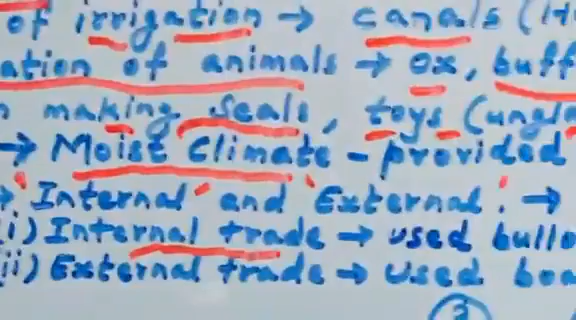 of irrigation → canals (
ation of animals → ox, buff
making seals, toys (ungla
→ Moist climate - provided
'Internal' and 'External' : →
i) Internal trade → used bullo
ii) External trade → used boa
3